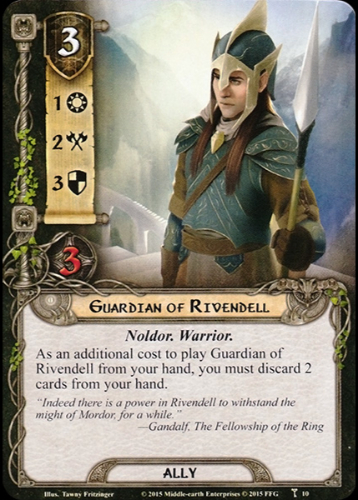 3
1
2
3
3
Guardian of Rivendell
Noldor. Warrior.
As an additional cost to play Guardian of
Rivendell from your hand, you must discard 2
cards from your hand.
“Indeed there is a power in Rivendell to withstand the
might of Mordor, for a while.”
—Gandalf, The Fellowship of the Ring
ALLY
Illus. Tawny Fritzinger © 2015 Middle-earth Enterprises © 2015 FFG 10